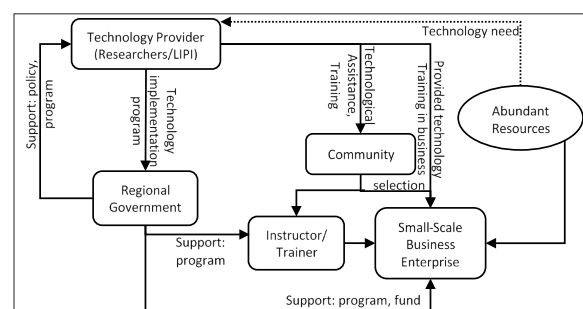 Technology Provider
(Researchers/LIPI)
Technology need
Support: policy,
program
Technology
implementation
program
Technological
Assistance,
Training
Provided technology
Training in business
Abundant
Resources
Community
selection
Regional
Government
Support:
program
Instructor/
Trainer
Small-Scale
Business
Enterprise
Support: program, fund